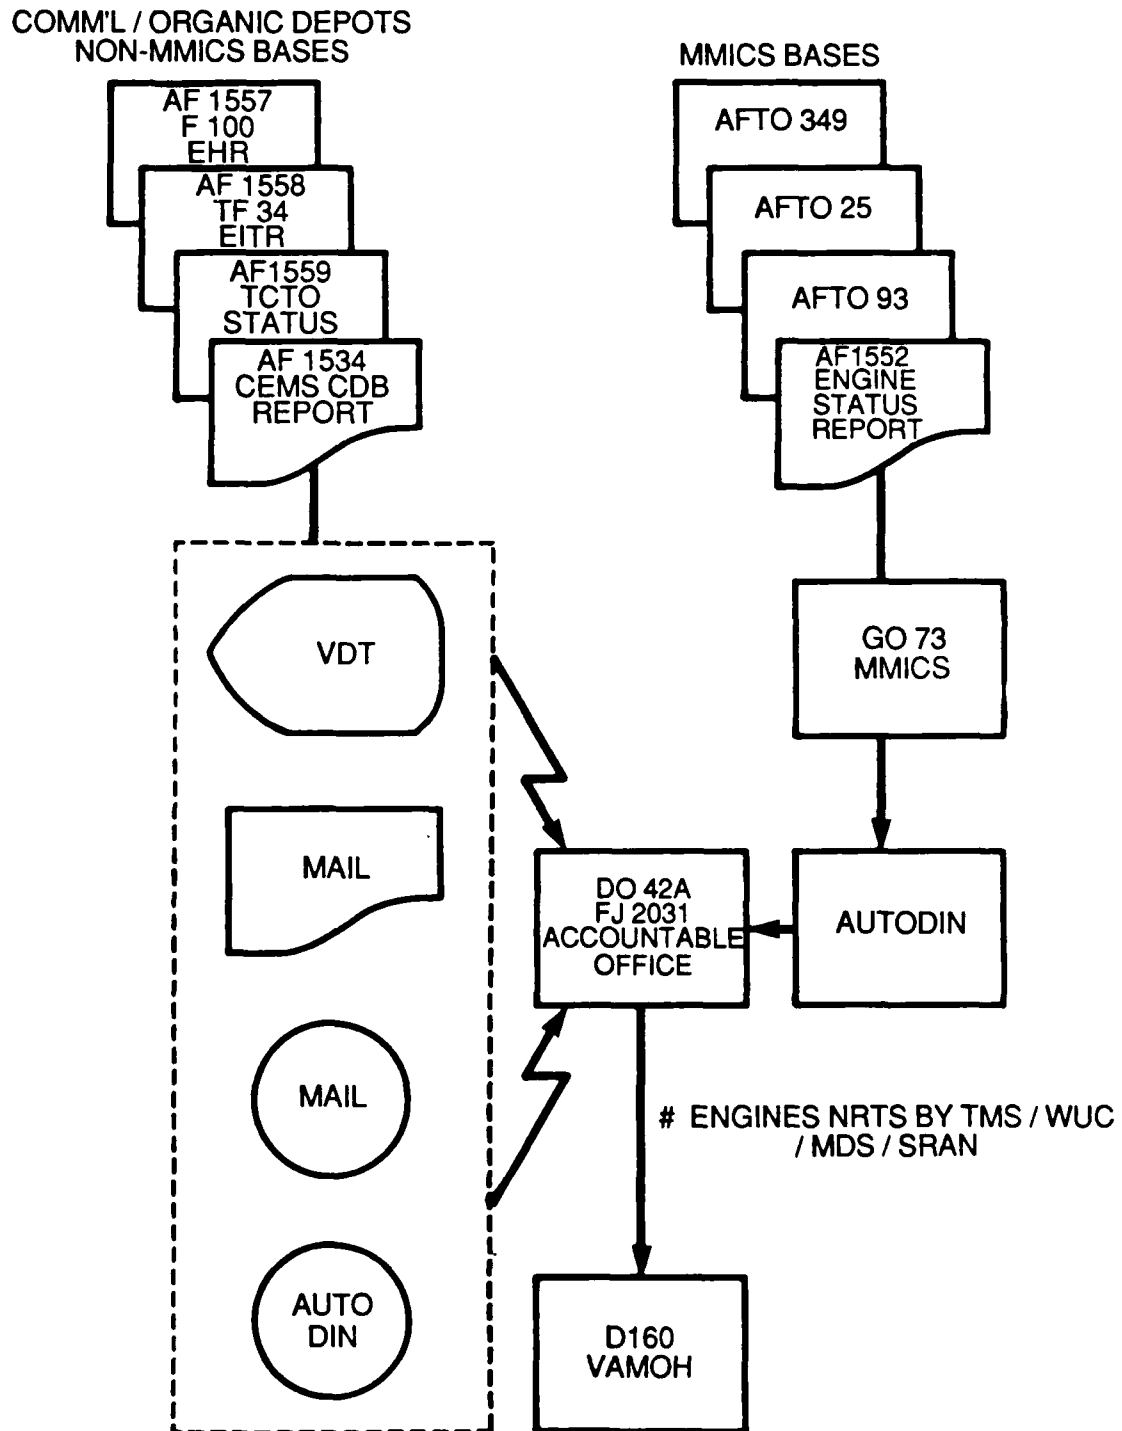 COMM'L / ORGANIC DEPOTS
NON-MMICS BASES
AF 1557
F 100
EHR
AF 1558
TF 34
EITR
AF1559
TCTO
STATUS
AF 1534
CEMS CDB
REPORT
MMICS BASES
AFTO 349
AFTO 25
AFTO 93
AF1552
ENGINE
STATUS
REPORT
VDT
MAIL
MAIL
AUTO
DIN
GO 73
MMICS
AUTODIN
DO 42A
FJ 2031
ACCOUNTABLE
OFFICE
# ENGINES NRTS BY TMS / WUC
/ MDS / SRAN
D160
VAMOH